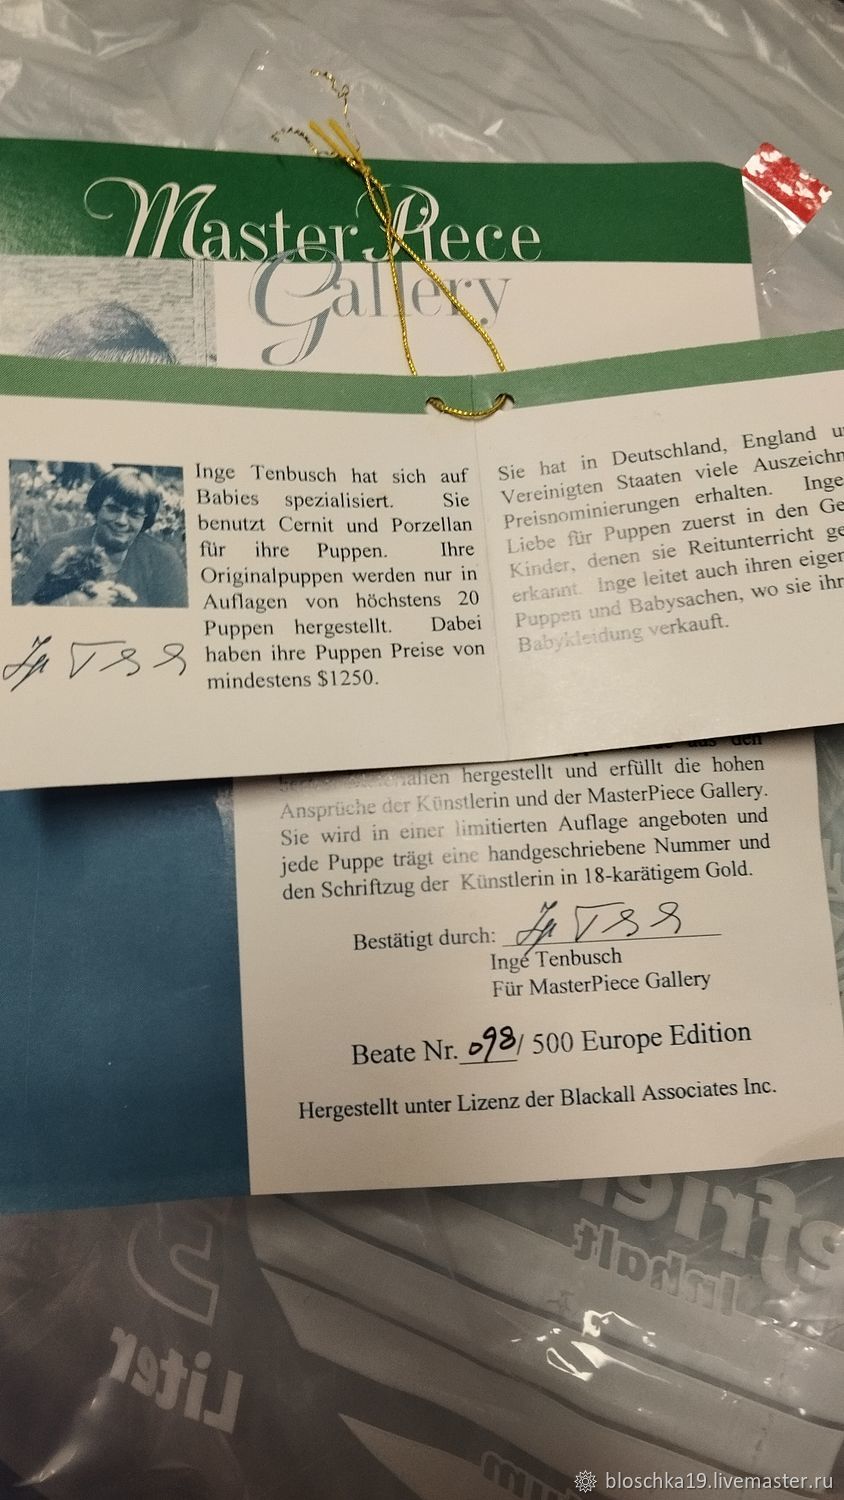 MasterPiece
Gallery
Inge Tenbusch hat sich auf
Babies spezialisiert. Sie
benutzt Cernit und Porzellan
für ihre Puppen. Ihre
Originalpuppen werden nur in
Auflagen von höchstens 20
Puppen hergestellt. Dabei
haben ihre Puppen Preise von
mindestens $1250.
Sie hat in Deutschland, England
Vereinigten Staaten viele
Preisnominierungen erhalten. Inge
Liebe für Puppen zuerst in den
Kinder, denen sie Reitunterricht
erkannt. Inge leitet auch ihren
Puppen und Babysachen, wo sie
Babykleidung verkauft.
hergestellt und erfüllt die hohen
Ansprüche der Künstlerin und der MasterPiece Gallery.
Sie wird in einer limitierten Auflage angeboten und
jede Puppe trägt eine handgeschriebene Nummer und
den Schriftzug der Künstlerin in 18-karätigem Gold.
Bestätigt durch:
Inge Tenbusch
Für MasterPiece Gallery
Beate Nr. 098/ 500 Europe Edition
Hergestellt unter Lizenz der Blackall Associates Inc.
Inhalt
5
Liter
bloschka19.livemaster.ru